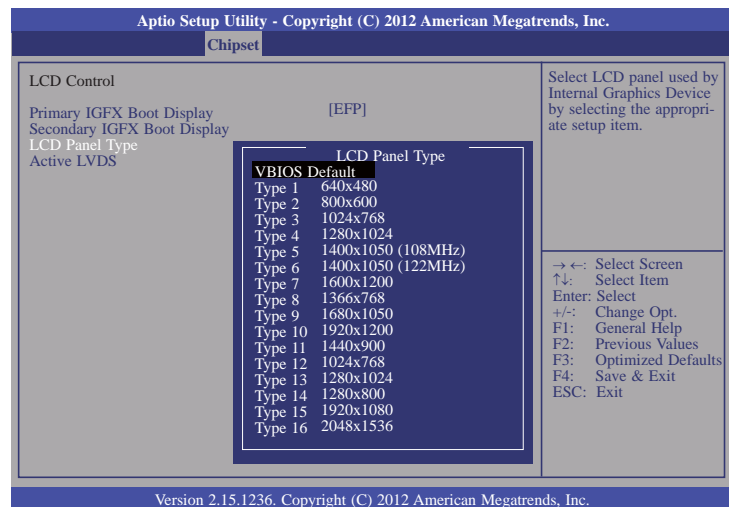 Aptio Setup Utility - Copyright (C) 2012 American Megatrends, Inc.
Chipset
LCD Control
Primary IGFX Boot Display [EFP]
Secondary IGFX Boot Display
LCD Panel Type
Active LVDS
LCD Panel Type
VBIOS Default
Type 1 640x480
Type 2 800x600
Type 3 1024x768
Type 4 1280x1024
Type 5 1400x1050 (108MHz)
Type 6 1400x1050 (122MHz)
Type 7 1600x1200
Type 8 1366x768
Type 9 1680x1050
Type 10 1920x1200
Type 11 1440x900
Type 12 1024x768
Type 13 1280x1024
Type 14 1280x800
Type 15 1920x1080
Type 16 2048x1536
Select LCD panel used by
Internal Graphics Device
by selecting the appropri-
ate setup item.
→←: Select Screen
↑↓: Select Item
Enter: Select
+/-: Change Opt.
F1: General Help
F2: Previous Values
F3: Optimized Defaults
F4: Save & Exit
ESC: Exit
Version 2.15.1236. Copyright (C) 2012 American Megatrends, Inc.